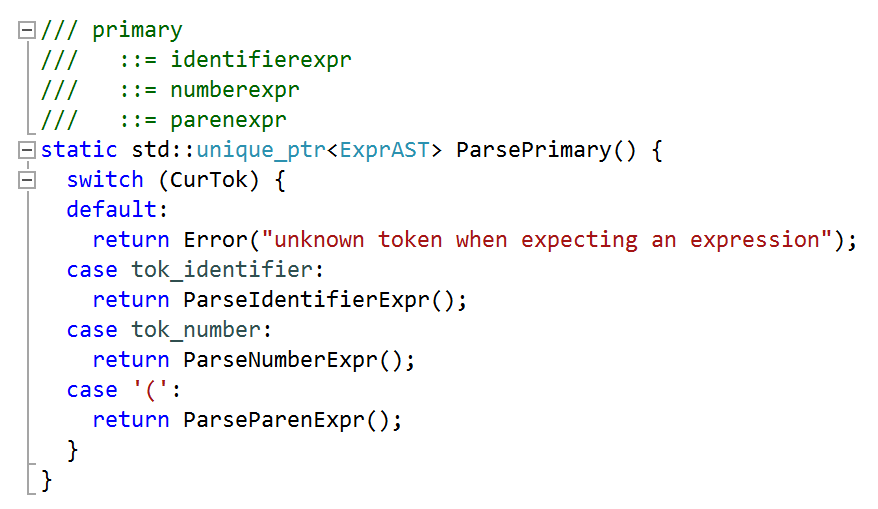 /// primary
///   ::= identifierexpr
///   ::= numberexpr
///   ::= parenexpr
static std::unique_ptr<ExprAST> ParsePrimary() {
  switch (CurTok) {
  default:
    return Error("unknown token when expecting an expression");
  case tok_identifier:
    return ParseIdentifierExpr();
  case tok_number:
    return ParseNumberExpr();
  case '(':
    return ParseParenExpr();
  }
}